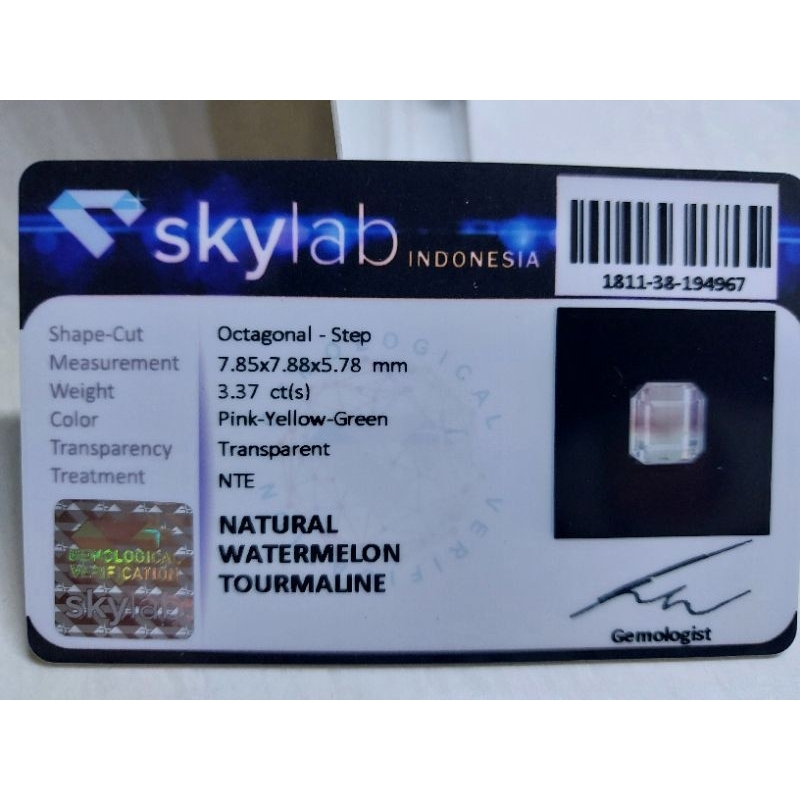 skylab INDONESIA
1811-38-194967
Shape-Cut Octagonal - Step
Measurement 7.85x7.88x5.78 mm
Weight 3.37 ct(s)
Color Pink-Yellow-Green
Transparency Transparent
Treatment NTE
NATURAL
WATERMELON
TOURMALINE
GEMOLOGICAL
VERIFICATION
skylab
Gemologist